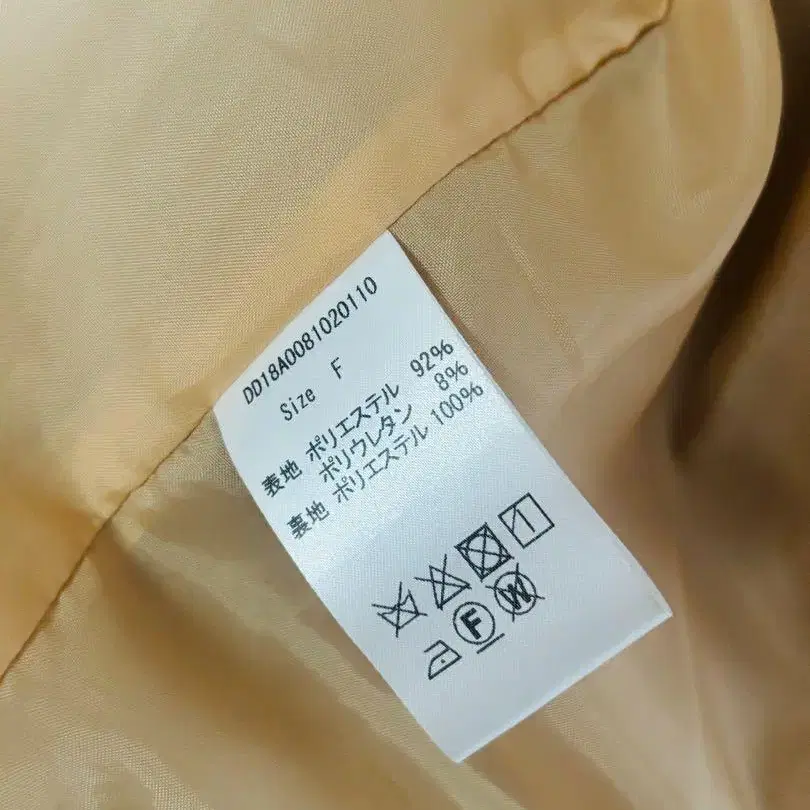 DD18A0081020110
Size F
表地 ポリエステル 92%
ポリウレタン 8%
裏地 ポリエステル 100%
F W